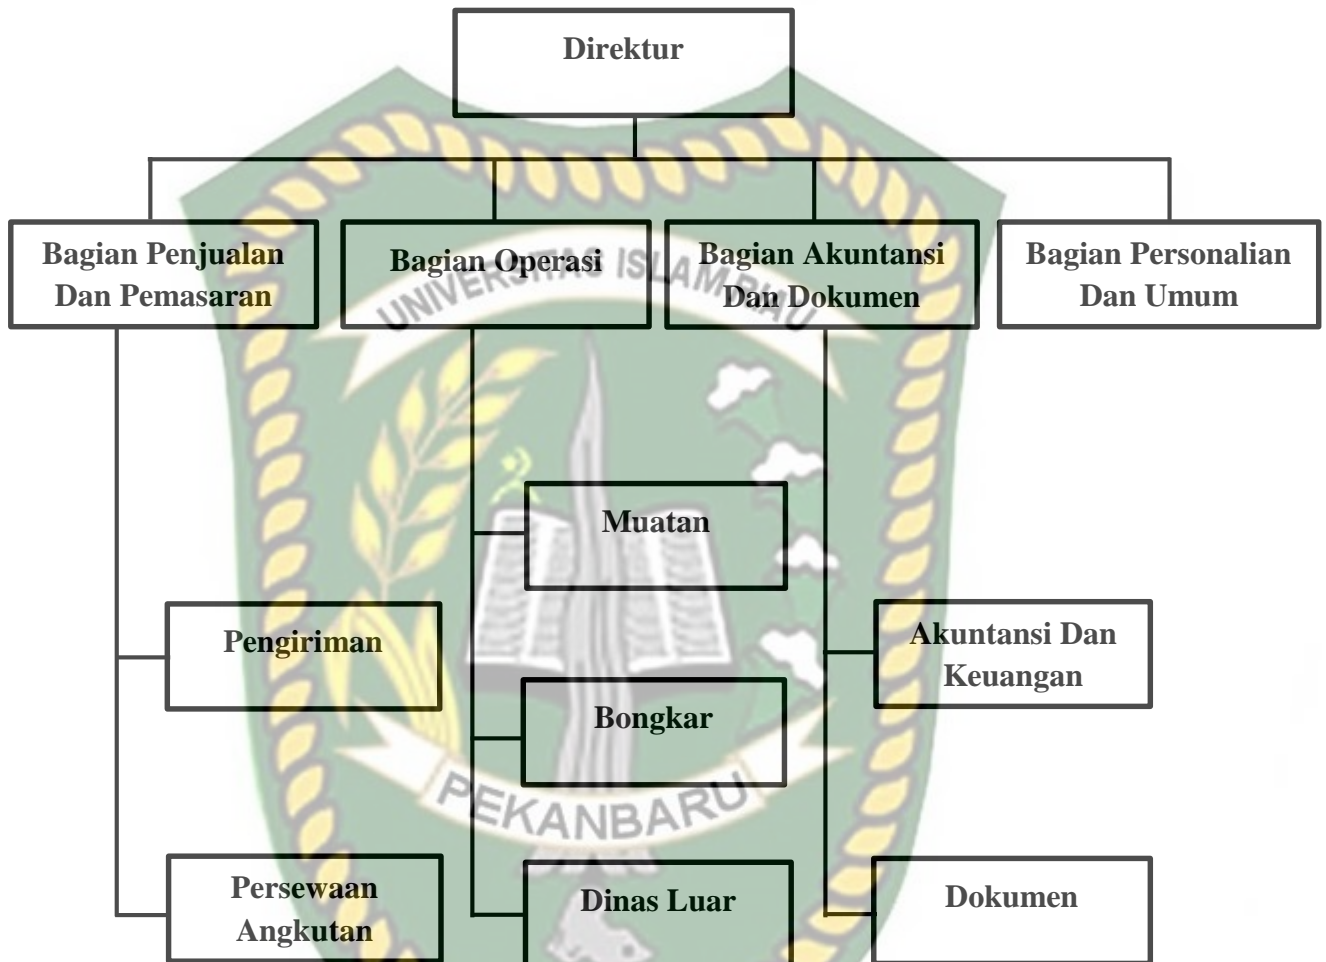 Direktur
Bagian Penjualan
Dan Pemasaran
Bagian Operasi
Bagian Akuntansi
Dan Dokumen
Bagian Personalian
Dan Umum
UNIVERSITAS ISLAM RIAU
Muatan
Pengiriman
Akuntansi Dan
Keuangan
Bongkar
PEKANBARU
Persewaan
Angkutan
Dinas Luar
Dokumen